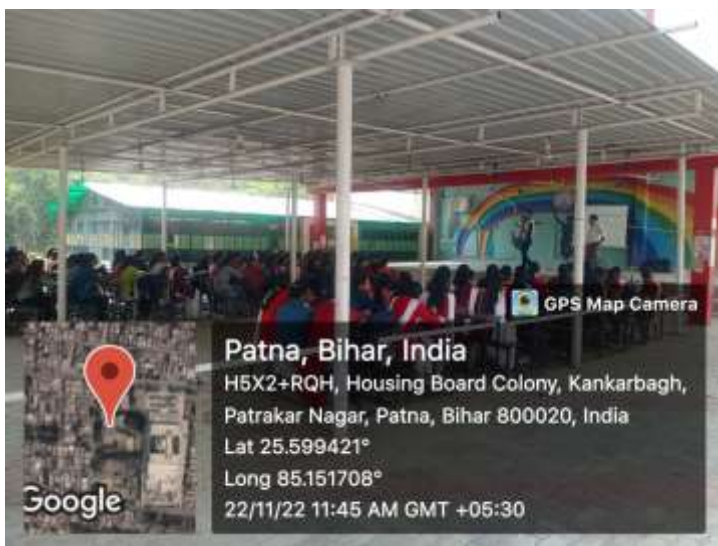 GPS Map Camera
Patna, Bihar, India
H5X2+RQH, Housing Board Colony, Kankarbagh,
Patrakar Nagar, Patna, Bihar 800020, India
Lat 25.599421°
Long 85.151708°
22/11/22 11:45 AM GMT +05:30
Google